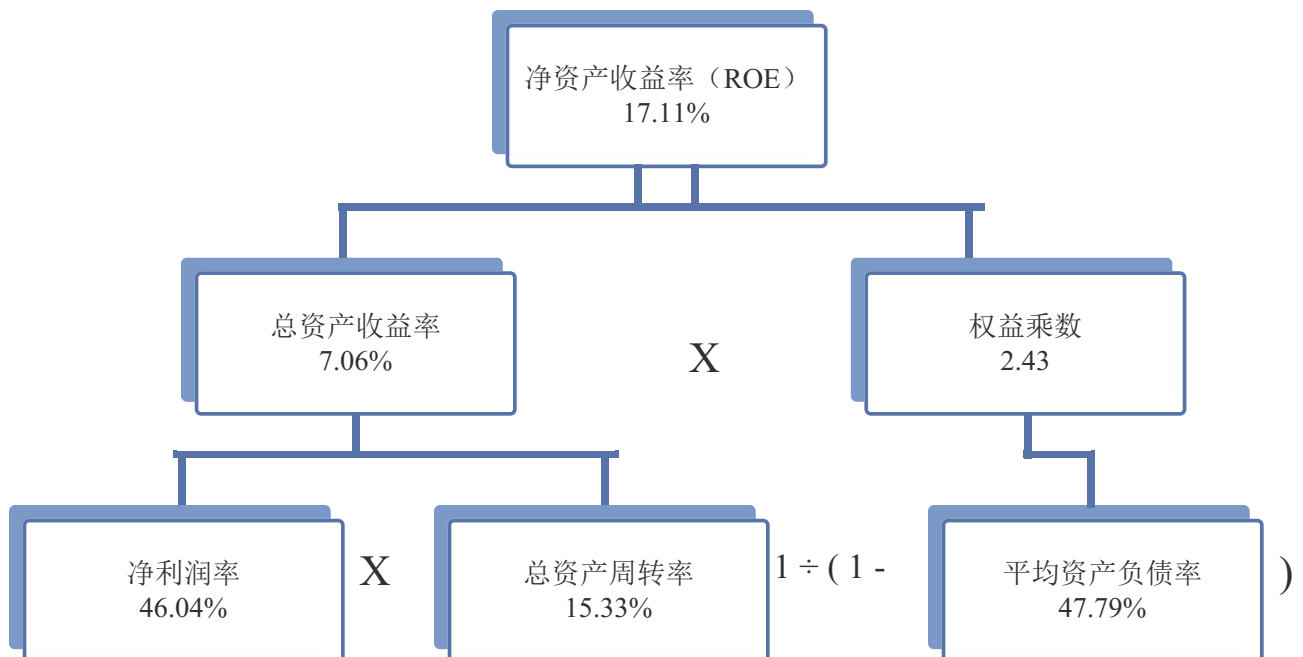 净资产收益率（ROE）
17.11%
总资产收益率
7.06%
X
权益乘数
2.43
净利润率
46.04%
X
总资产周转率
15.33%
1 ÷ ( 1 -
平均资产负债率
47.79%
)